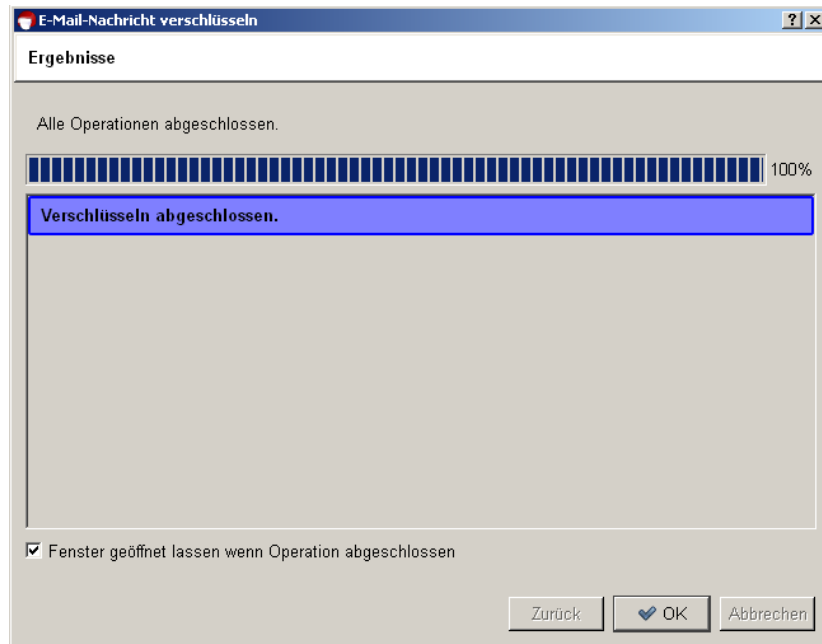 E-Mail-Nachricht verschlüsseln
Ergebnisse
Alle Operationen abgeschlossen.
100%
Verschlüsseln abgeschlossen.
Fenster geöffnet lassen wenn Operation abgeschlossen
Zurück OK Abbrechen